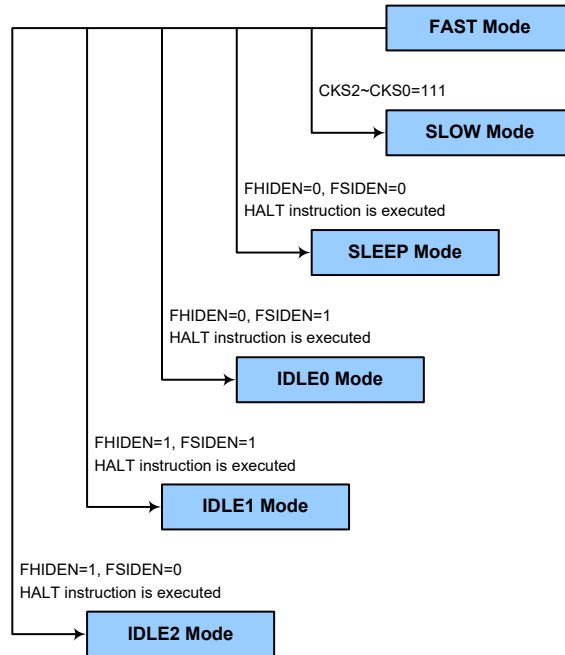 FAST Mode
CKS2~CKS0=111
SLOW Mode
FHIDEN=0, FSIDEN=0
HALT instruction is executed
SLEEP Mode
FHIDEN=0, FSIDEN=1
HALT instruction is executed
IDLE0 Mode
FHIDEN=1, FSIDEN=1
HALT instruction is executed
IDLE1 Mode
FHIDEN=1, FSIDEN=0
HALT instruction is executed
IDLE2 Mode